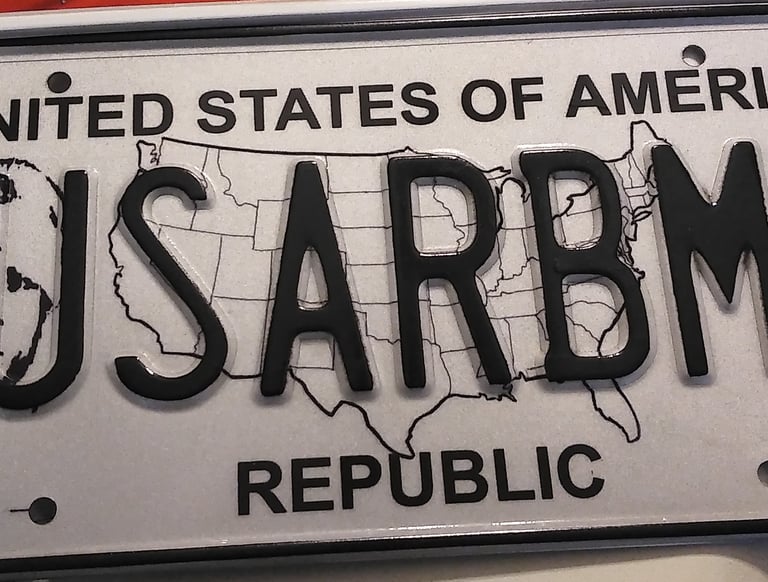 NITED STATES OF AMERI
USARBM
REPUBLIC